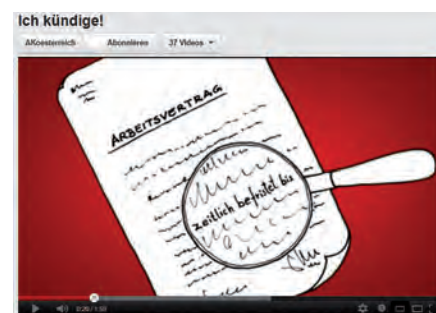 Ich kündige!
AKoesterreich Abonnieren 37 Videos
ARBEITSVERTRAG
zeitlich befristet bis